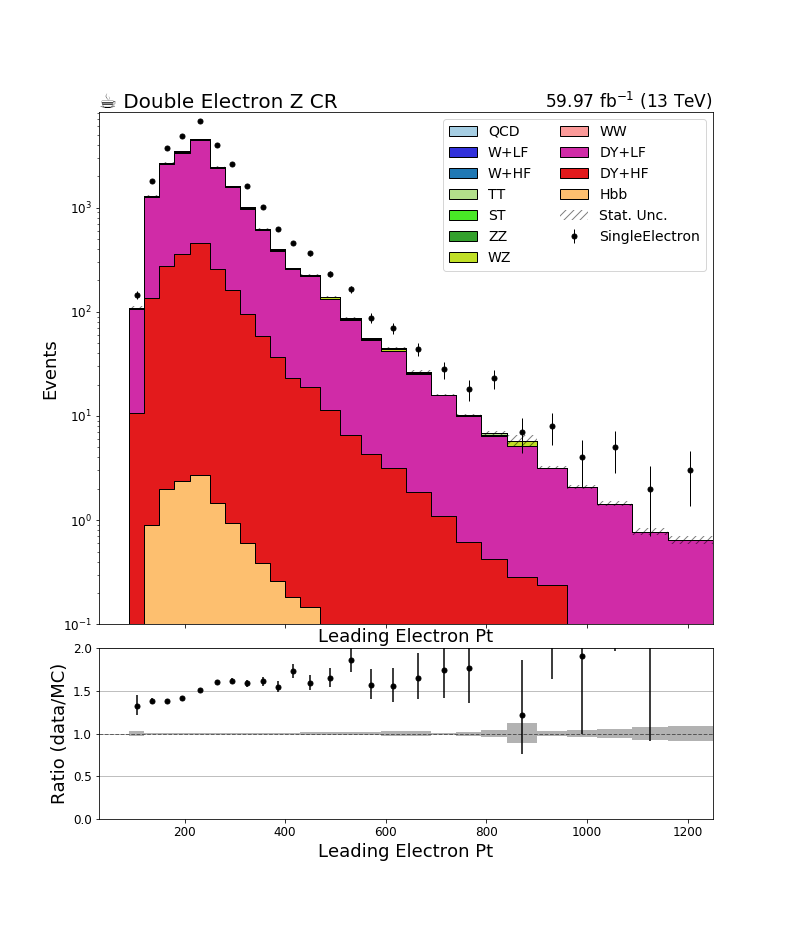 ☕ Double Electron Z CR
59.97 fb⁻¹ (13 TeV)
QCD
W+LF
W+HF
TT
ST
ZZ
WZ
WW
DY+LF
DY+HF
Hbb
Stat. Unc.
SingleElectron
Events
10³
10²
10¹
10⁰
10⁻¹
Leading Electron Pt
Ratio (data/MC)
2.0
1.5
1.0
0.5
0.0
200 400 600 800 1000 1200
Leading Electron Pt